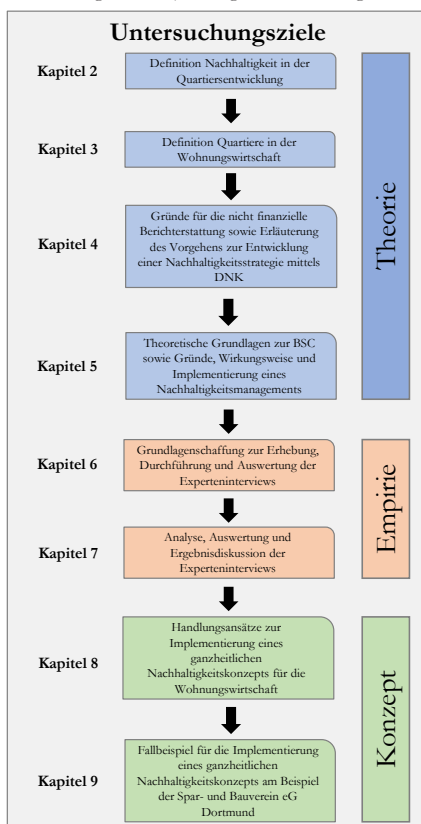 Untersuchungsziele
Kapitel 2
Definition Nachhaltigkeit in der
Quartiersentwicklung
Kapitel 3
Definition Quartiere in der
Wohnungswirtschaft
Kapitel 4
Gründe für die nicht finanzielle
Berichterstattung sowie Erläuterung
des Vorgehens zur Entwicklung
einer Nachhaltigkeitsstrategie mittels
DNK
Kapitel 5
Theoretische Grundlagen zur BSC
sowie Gründe, Wirkungsweise und
Implementierung eines
Nachhaltigkeitsmanagements
Theorie
Kapitel 6
Grundlagenschaffung zur Erhebung,
Durchführung und Auswertung der
Experteninterviews
Kapitel 7
Analyse, Auswertung und
Ergebnisdiskussion der
Experteninterviews
Empirie
Kapitel 8
Handlungsansätze zur
Implementierung eines
ganzheitlichen
Nachhaltigkeitskonzepts für die
Wohnungswirtschaft
Kapitel 9
Fallbeispiel für die Implementierung
eines ganzheitlichen
Nachhaltigkeitskonzepts am Beispiel
der Spar- und Bauverein eG
Dortmund
Konzept